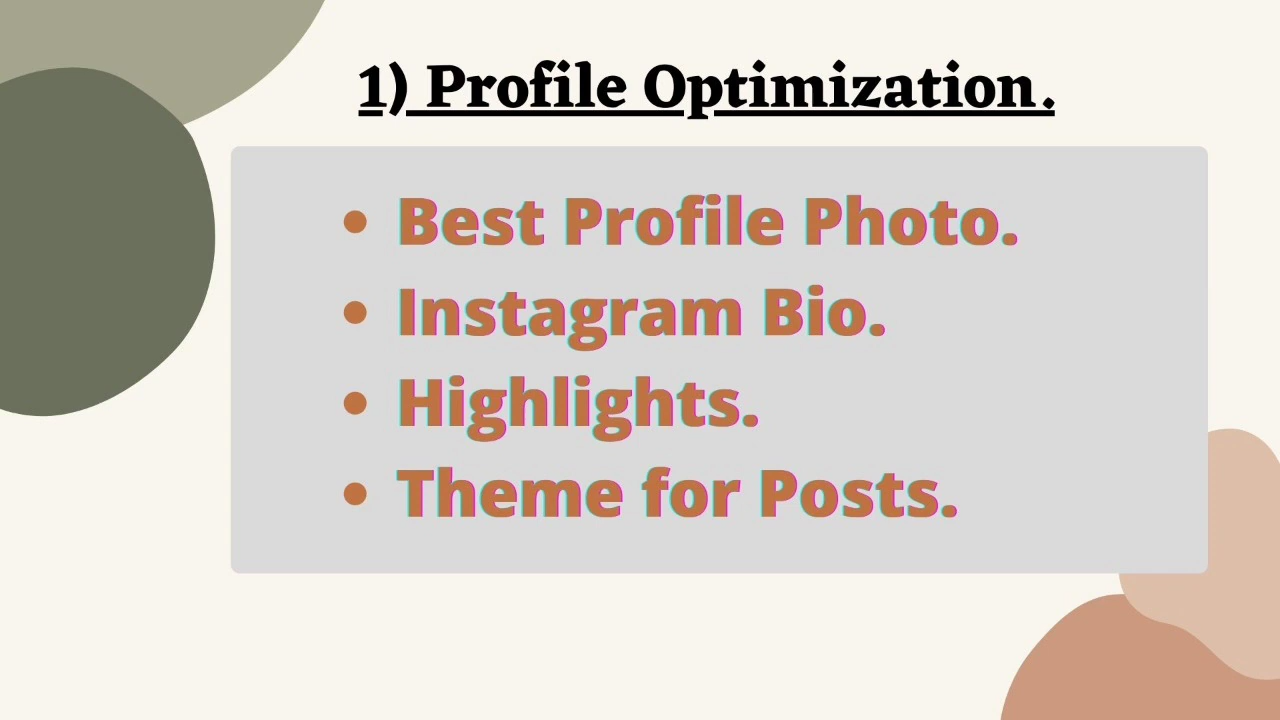 1) Profile Optimization.
• Best Profile Photo.
• Instagram Bio.
• Highlights.
• Theme for Posts.